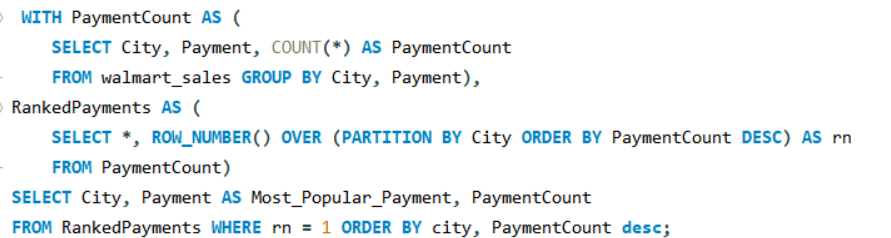 WITH PaymentCount AS (
SELECT City, Payment, COUNT(*) AS PaymentCount
FROM walmart_sales GROUP BY City, Payment),
RankedPayments AS (
SELECT *, ROW_NUMBER() OVER (PARTITION BY City ORDER BY PaymentCount DESC) AS rn
FROM PaymentCount)
SELECT City, Payment AS Most_Popular_Payment, PaymentCount
FROM RankedPayments WHERE rn = 1 ORDER BY city, PaymentCount desc;